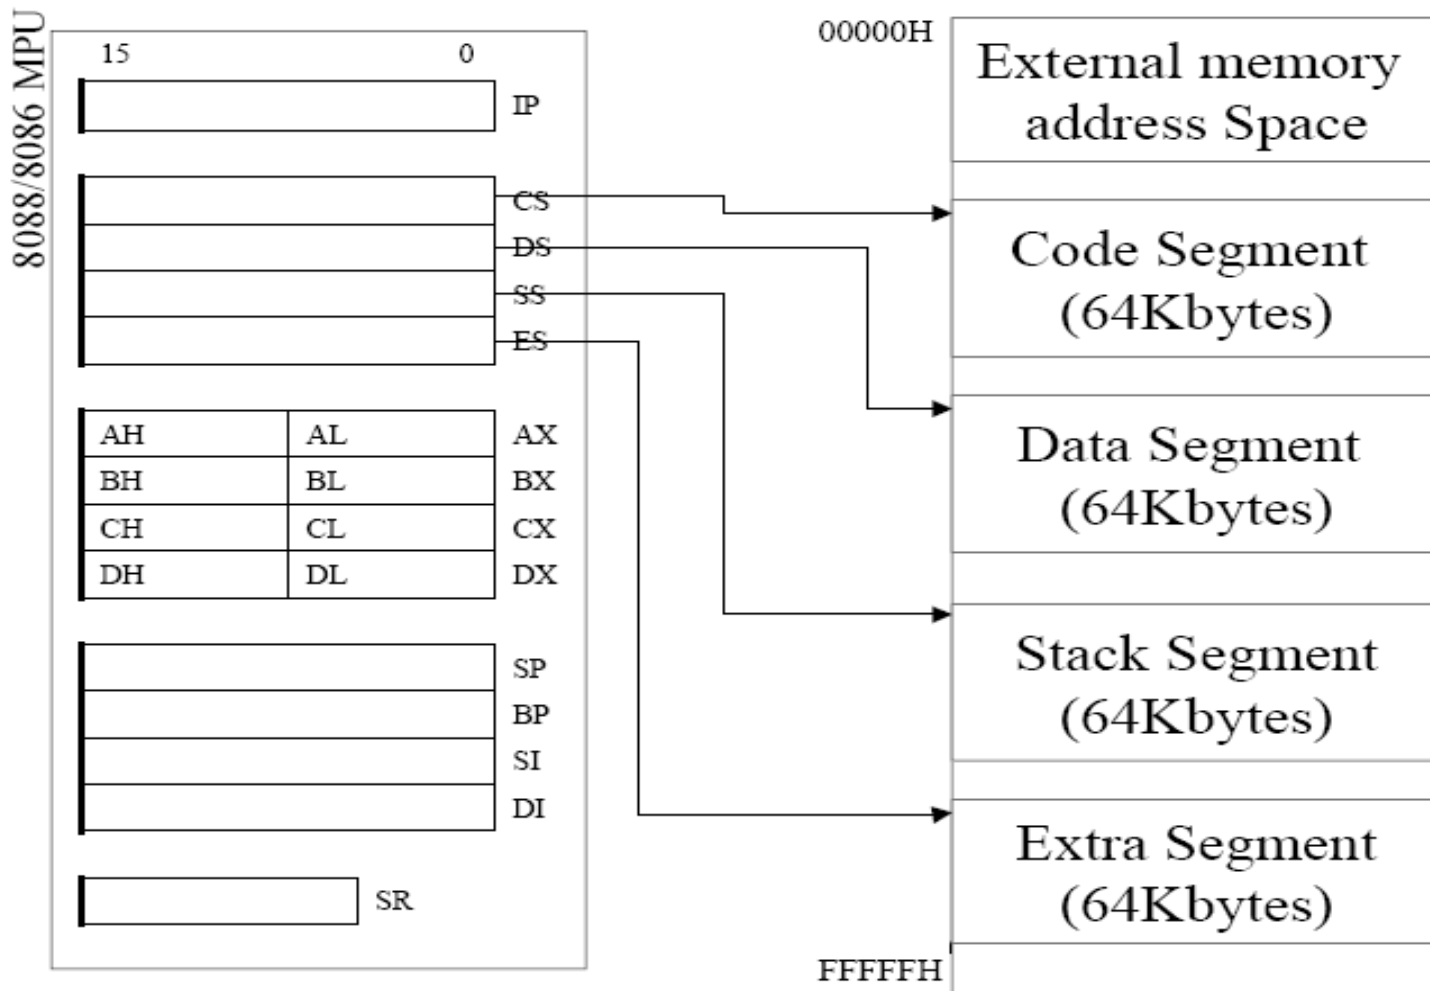 8088/8086 MPU
15 0
IP
CS
DS
SS
ES
AH AL AX
BH BL BX
CH CL CX
DH DL DX
SP
BP
SI
DI
SR
00000H
External memory
address Space
Code Segment
(64Kbytes)
Data Segment
(64Kbytes)
Stack Segment
(64Kbytes)
Extra Segment
(64Kbytes)
FFFFFH